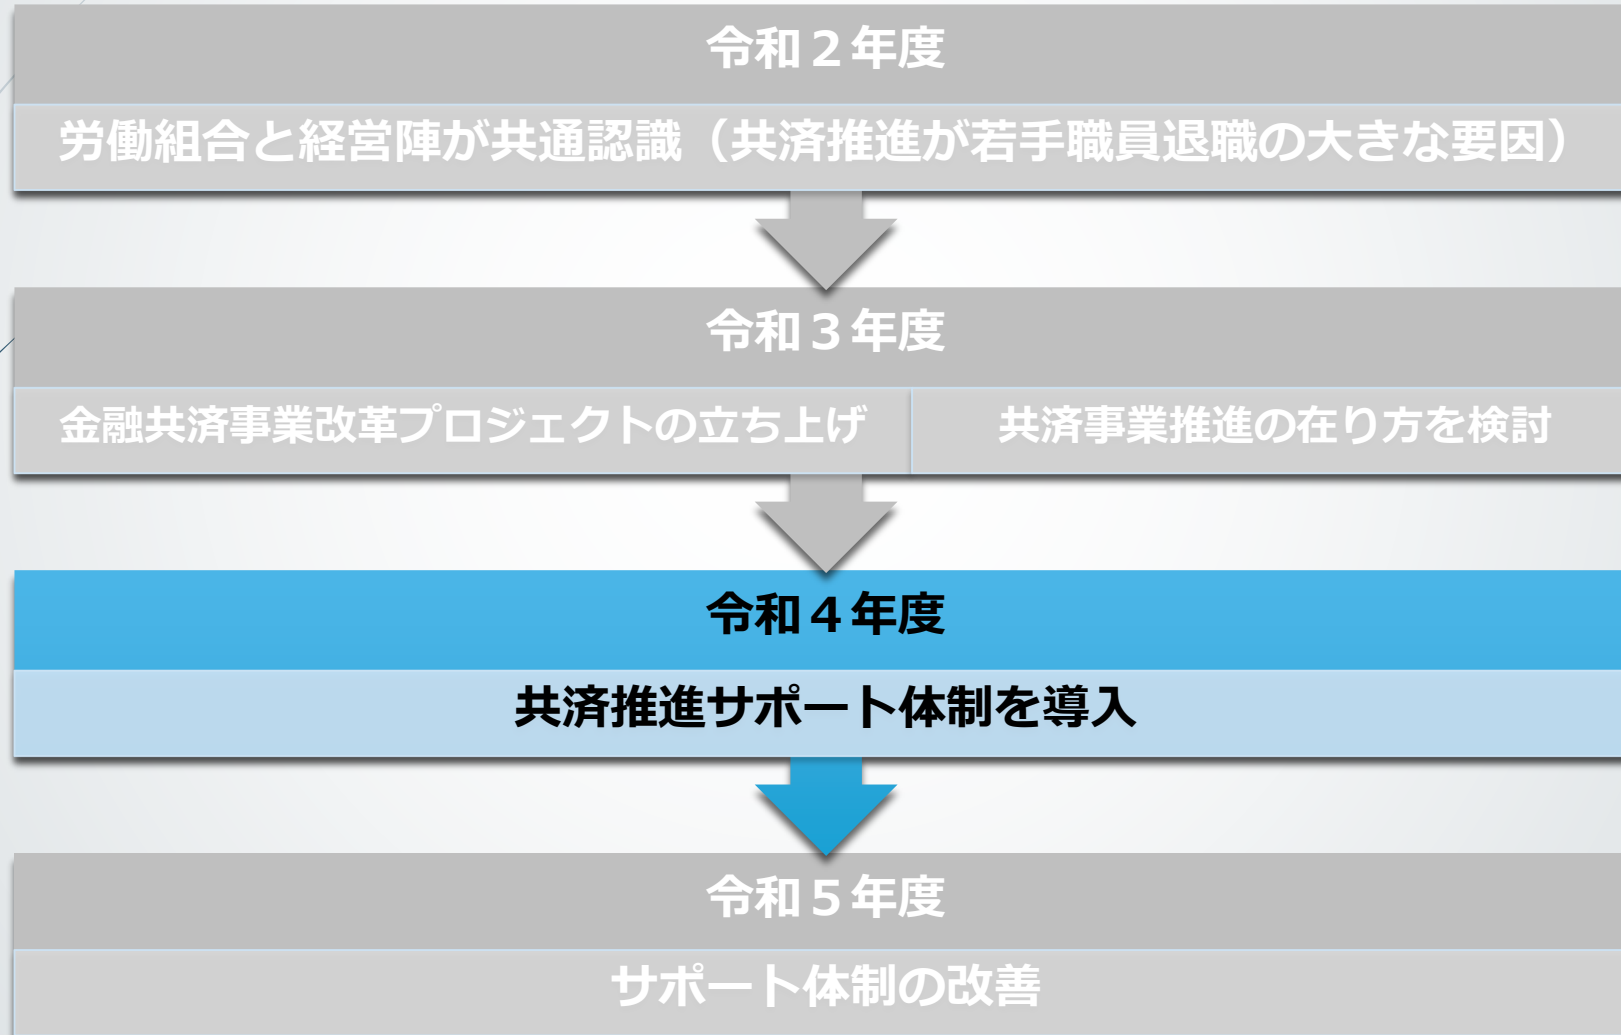 令和２年度
労働組合と経営陣が共通認識（共済推進が若手職員退職の大きな要因）
令和３年度
金融共済事業改革プロジェクトの立ち上げ
共済事業推進の在り方を検討
令和４年度
共済推進サポート体制を導入
令和５年度
サポート体制の改善